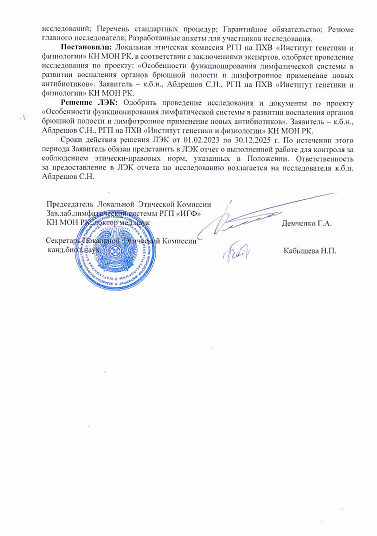 исследований; Перечень стандартных процедур; Гарантийное обязательство; Резюме
главного исследователя; Разработанные анкеты для участников исследования.
Постановили: Локальная этическая комиссия РГП на ПХВ «Институт генетики и
физиологии» КН МОН РК, в соответствии с заключениями экспертов, одобряет проведение
исследования по проекту: «Особенности функционирования лимфатической системы в
развитии воспаления органов брюшной полости и лимфотропное применение новых
антибиотиков». Заявитель – к.б.н., Абдрешов С.Н., РГП на ПХВ «Институт генетики и
физиологии» КН МОН РК.
Решение ЛЭК: Одобрить проведение исследования и документы по проекту
«Особенности функционирования лимфатической системы в развитии воспаления органов
брюшной полости и лимфотропное применение новых антибиотиков». Заявитель – к.б.н.,
Абдрешов С.Н., РГП на ПХВ «Институт генетики и физиологии» КН МОН РК.
Сроки действия решения ЛЭК от 01.02.2023 по 30.12.2025 г. По истечении этого
периода Заявитель обязан представить в ЛЭК отчет о выполненной работе для контроля за
соблюдением этически-правовых норм, указанных в Положении. Ответственность
за предоставление в ЛЭК отчета по исследованию возлагается на исследователя к.б.н.
Абдрешов С.Н.
Председатель Локальной Этической Комиссии
Зав.лаб.лимфатической системы РГП «ИГФ»
КН МОН РК, доктор мед.наук Демченко Г.А.
Секретарь Локальной Этической Комиссии
канд.биол.наук Кабышева Н.П.